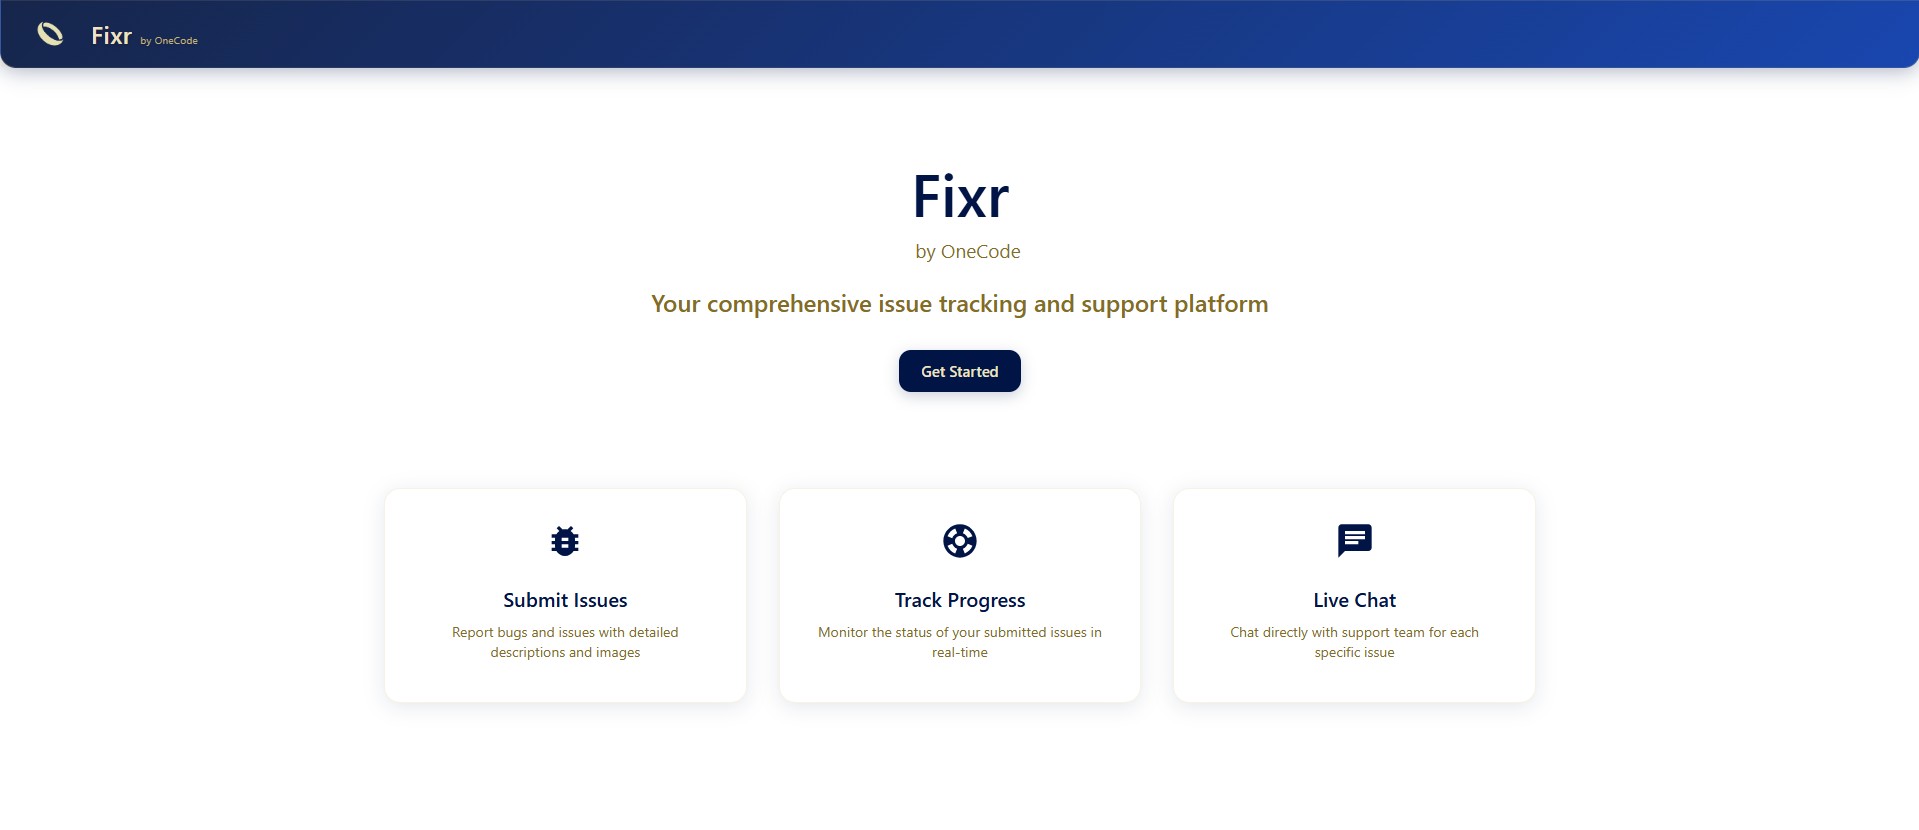 Fixr by OneCode
Fixr
by OneCode
Your comprehensive issue tracking and support platform
Get Started
Submit Issues
Report bugs and issues with detailed
descriptions and images
Track Progress
Monitor the status of your submitted issues in
real-time
Live Chat
Chat directly with support team for each
specific issue